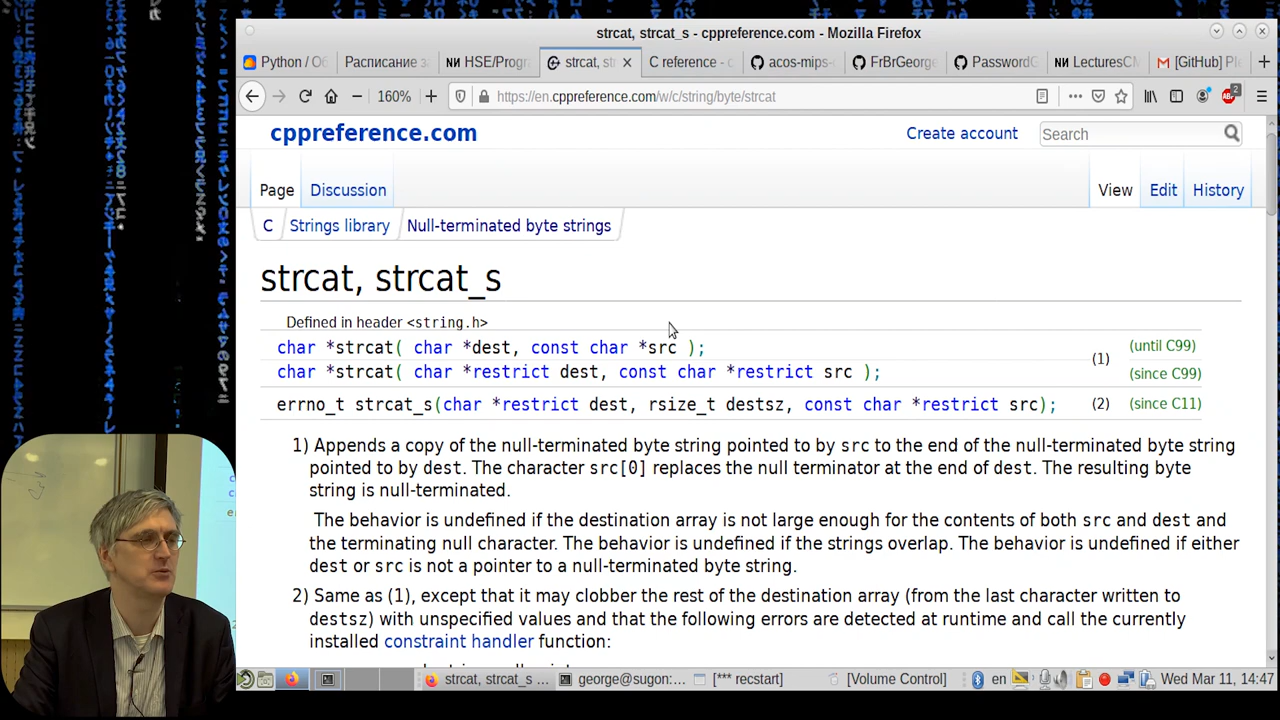 strcat, strcat_s - cppreference.com - Mozilla Firefox
Python / Об
Расписание
HSE/Progr
strcat, str
C reference - c
acos-mips-c
FrBrGeorge
PasswordG
LecturesCM
[GitHub] Ple
160%
https://en.cppreference.com/w/c/string/byte/strcat
2
cppreference.com
Create account
Search
Page
Discussion
View
Edit
History
C
Strings library
Null-terminated byte strings
strcat, strcat_s
Defined in header <string.h>
char *strcat( char *dest, const char *src );
(until C99)
(1)
char *strcat( char *restrict dest, const char *restrict src );
(since C99)
errno_t strcat_s(char *restrict dest, rsize_t destsz, const char *restrict src);
(2)
(since C11)
1) Appends a copy of the null-terminated byte string pointed to by src to the end of the null-terminated byte string
pointed to by dest. The character src[0] replaces the null terminator at the end of dest. The resulting byte
string is null-terminated.
The behavior is undefined if the destination array is not large enough for the contents of both src and dest and
the terminating null character. The behavior is undefined if the strings overlap. The behavior is undefined if either
dest or src is not a pointer to a null-terminated byte string.
2) Same as (1), except that it may clobber the rest of the destination array (from the last character written to
destsz) with unspecified values and that the following errors are detected at runtime and call the currently
installed constraint handler function:
strcat, strcat_s ...
george@sugon:...
[*** recstart]
[Volume Control]
en
Wed Mar 11, 14:47